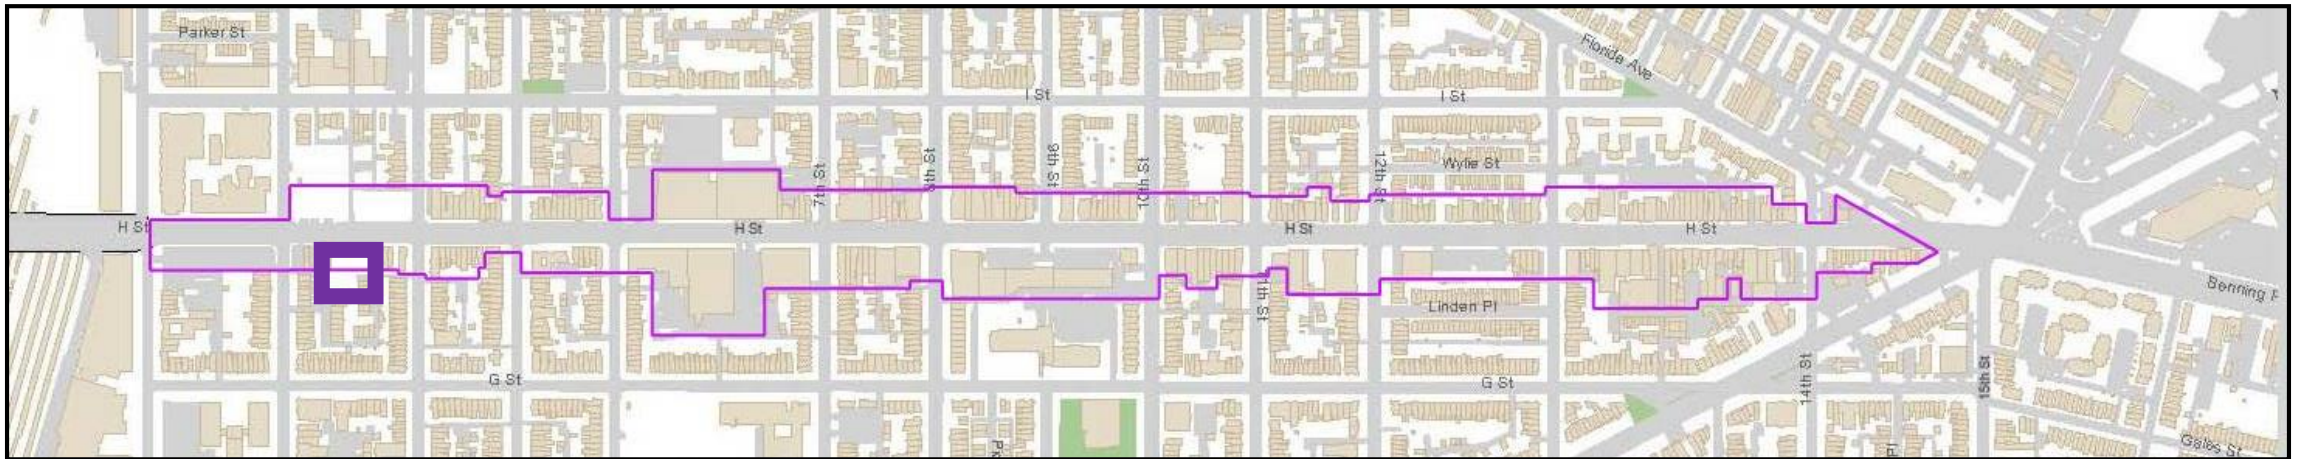 Parker St
Florida Ave
I St
I St
Wylie St
7th St
8th St
9th St
10th St
12th St
H St
H St
H St
H St
11th St
Linden Pl
Benning
G St
G St
14th St
15th St
Gales St
Pl